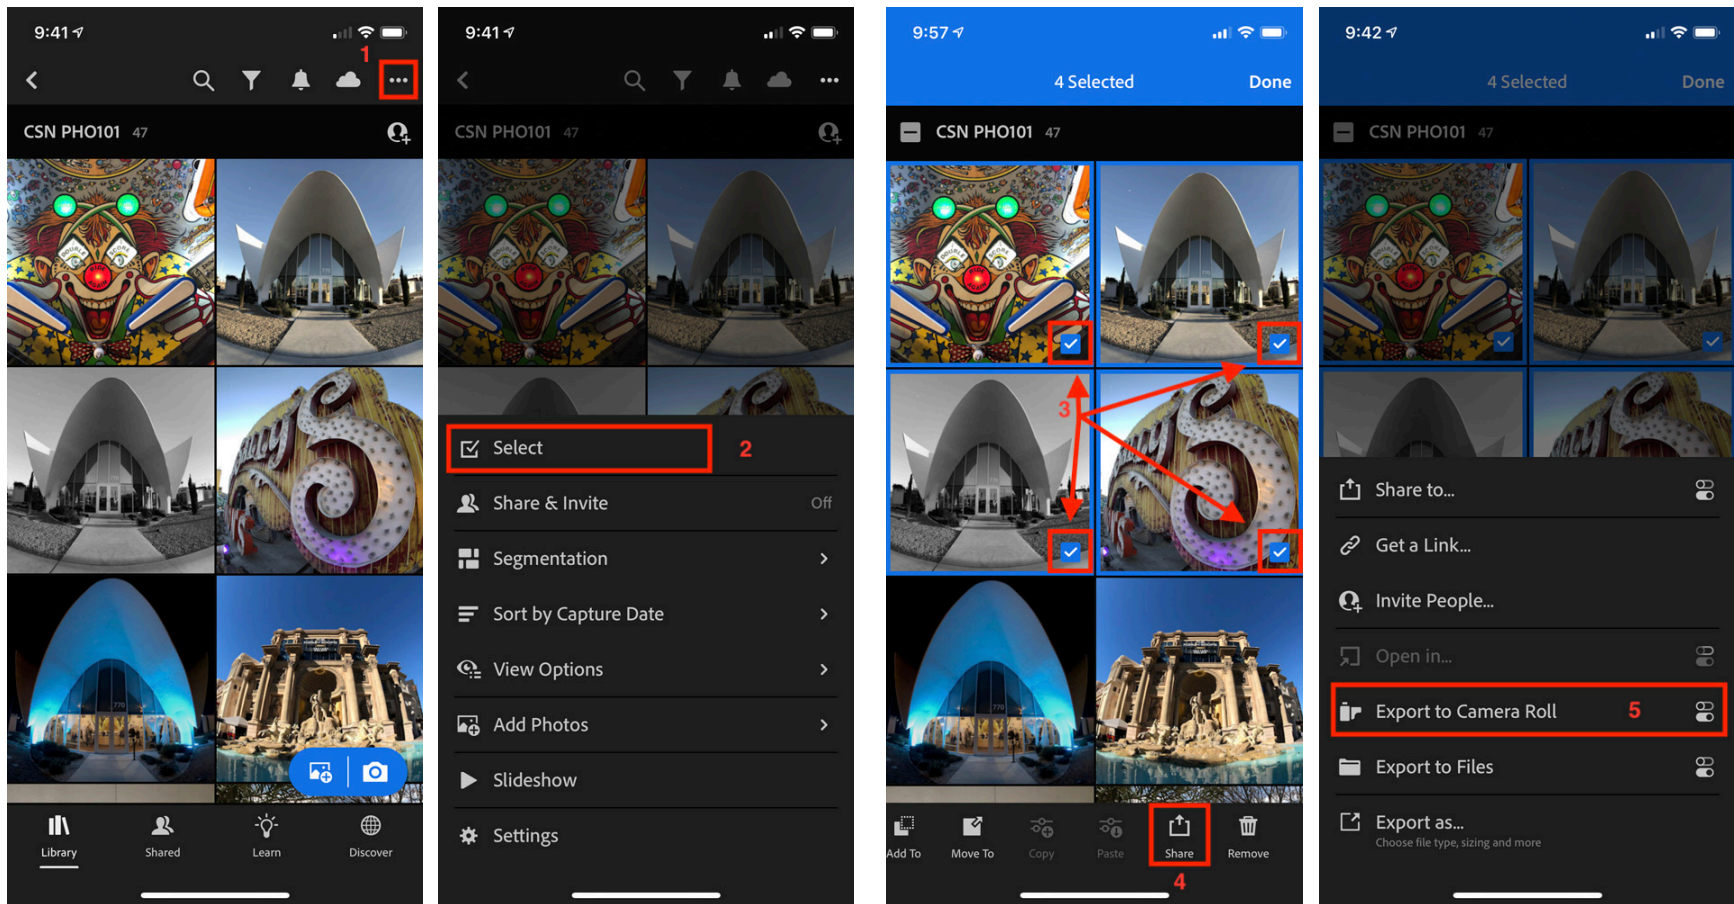 9:41
1
CSN PHO101 47
Library
Shared
Learn
Discover
9:41
CSN PHO101 47
Select
2
Share & Invite
Off
Segmentation
Sort by Capture Date
View Options
Add Photos
Slideshow
Settings
9:57
4 Selected
Done
CSN PHO101 47
3
Add To
Move To
Copy
Paste
Share
Remove
4
9:42
4 Selected
Done
CSN PHO101 47
Share to...
Get a Link...
Invite People...
Open in...
Export to Camera Roll
5
Export to Files
Export as...
Choose file type, sizing and more